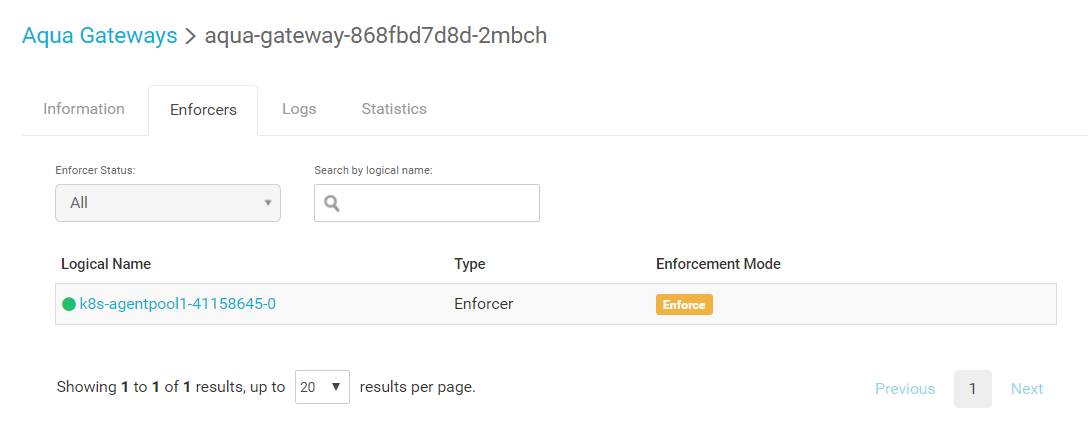 Aqua Gateways > aqua-gateway-868fbd7d8d-2mbch
Information Enforcers Logs Statistics
Enforcer Status: Search by logical name:
All
Logical Name Type Enforcement Mode
k8s-agentpool1-41158645-0 Enforcer Enforce
Showing 1 to 1 of 1 results, up to 20 results per page. Previous 1 Next